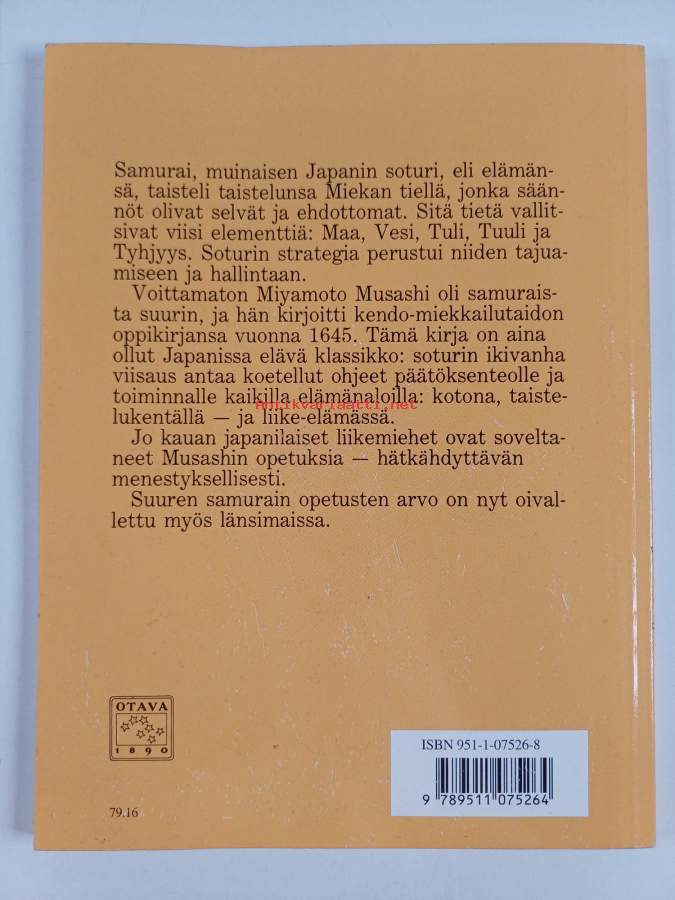 Samurai, muinaisen Japanin soturi, eli elämän-
sä, taisteli taistelunsa Miekan tiellä, jonka sään-
nöt olivat selvät ja ehdottomat. Sitä tietä vallit-
sivat viisi elementtiä: Maa, Vesi, Tuli, Tuuli ja
Tyhjyys. Soturin strategia perustui niiden tajua-
miseen ja hallintaan.
Voittamaton Miyamoto Musashi oli samurais-
ta suurin, ja hän kirjoitti kendo-miekkailutaidon
oppikirjansa vuonna 1645. Tämä kirja on aina
ollut Japanissa elävä klassikko: soturin ikivanha
viisaus antaa koetellut ohjeet päätöksenteolle ja
toiminnalle kaikilla elämänaloilla: kotona, taiste-
Antikvariaatti.net
lukentällä — ja liike-elämässä.
Jo kauan japanilaiset liikemiehet ovat sovelta-
neet Musashin opetuksia — hätkähdyttävän
menestyksellisesti.
Suuren samurain opetusten arvo on nyt oival-
lettu myös länsimaissa.
OTAVA
1890
ISBN 951-1-07526-8
9 789511 075264
79.16